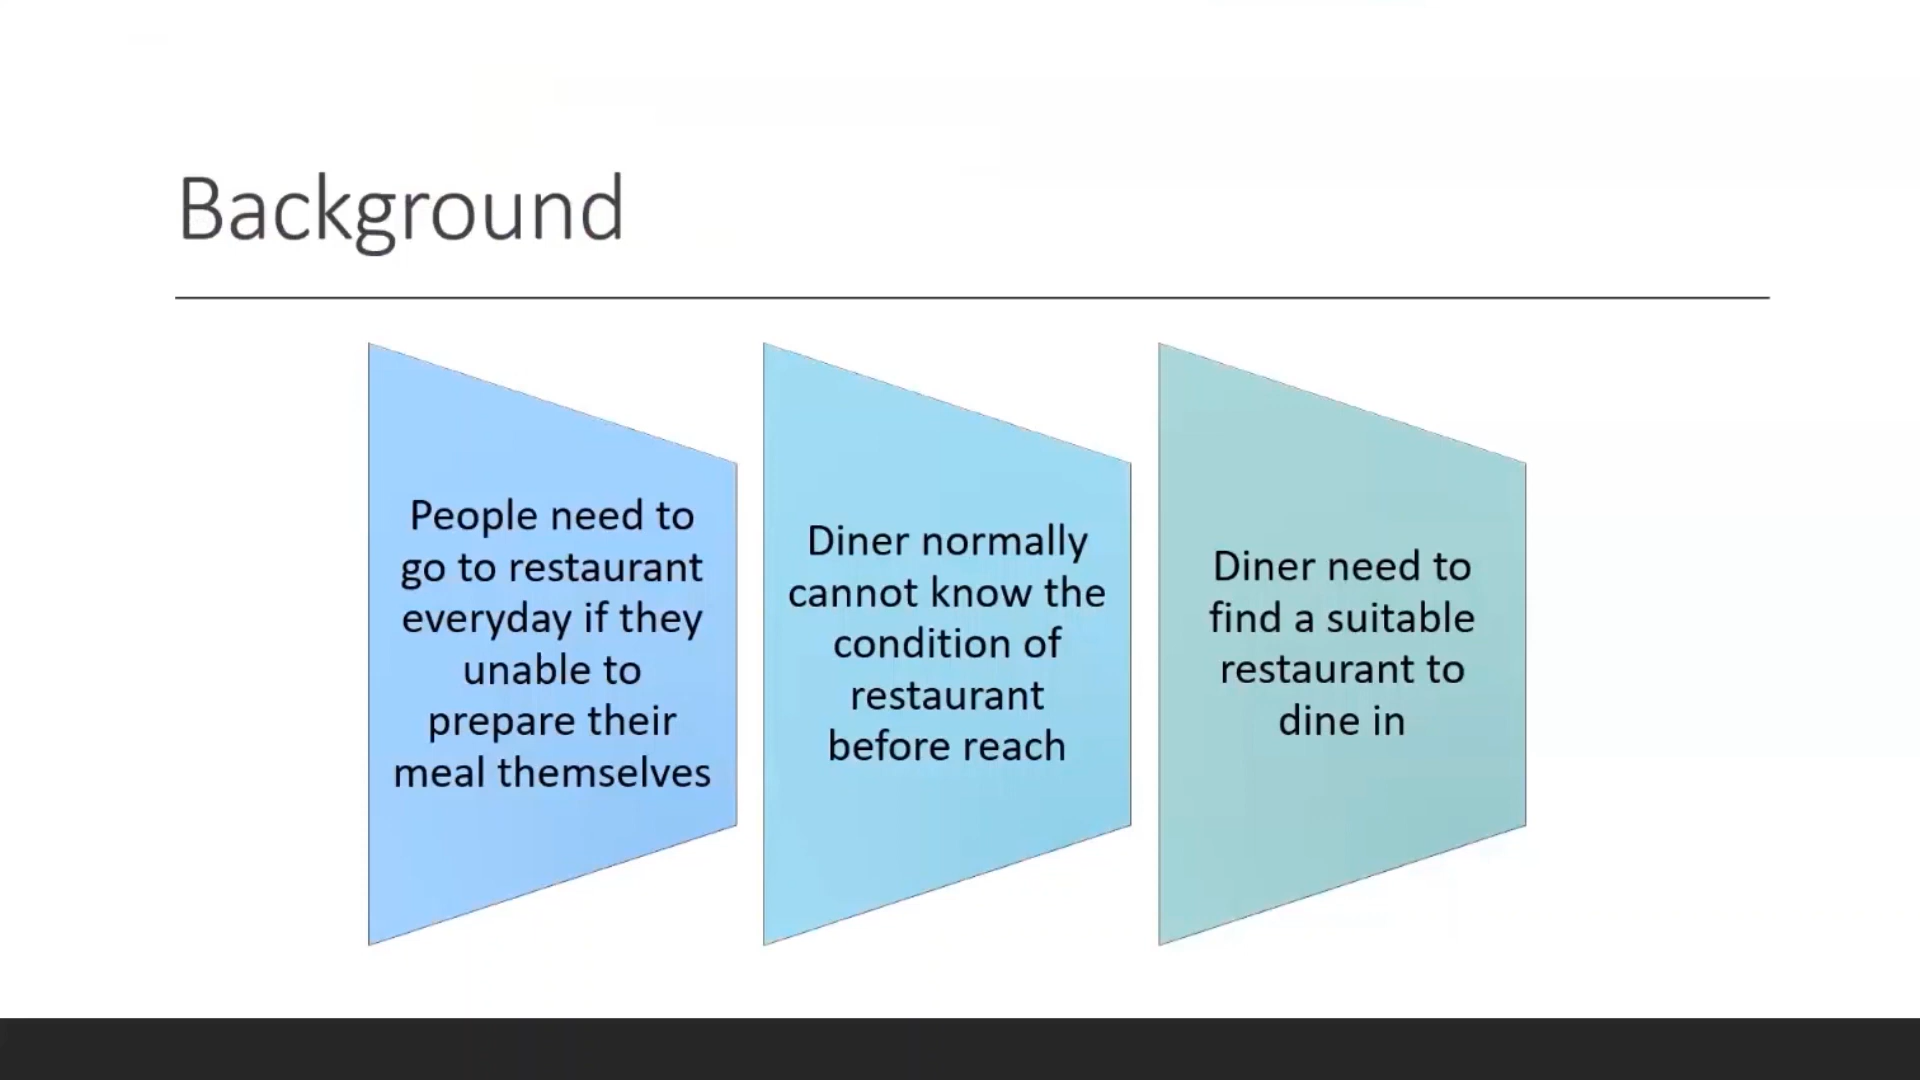 Background
People need to
go to restaurant
everyday if they
unable to
prepare their
meal themselves
Diner normally
cannot know the
condition of
restaurant
before reach
Diner need to
find a suitable
restaurant to
dine in